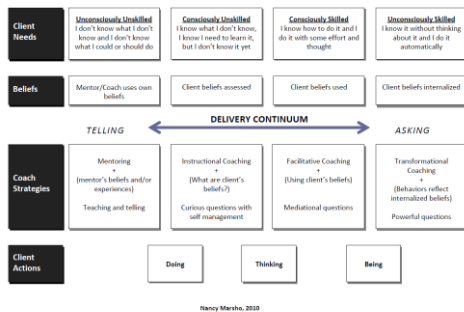 Client
Needs
Unconsciously Unskilled
I don't know what I don't
know and I don't know
what I could or should do
Consciously Unskilled
I know what I don't know,
I know I need to learn it,
but I don't know it yet
Consciously Skilled
I know how to do it and I
do it with some effort and
thought
Unconsciously Skilled
I know it without thinking
about it and I do it
automatically
Beliefs
Mentor/Coach uses own
beliefs
Client beliefs assessed
Client beliefs used
Client beliefs internalized
DELIVERY CONTINUUM
TELLING
ASKING
Coach
Strategies
Mentoring
+
(mentor's beliefs and/or
experiences)
Teaching and telling
Instructional Coaching
+
(What are client's
beliefs?)
Curious questions with
self management
Facilitative Coaching
+
(Using client's beliefs)
Mediational questions
Transformational
Coaching
+
(Behaviors reflect
internalized beliefs)
Powerful questions
Client
Actions
Doing
Thinking
Being
Nancy Marsho, 2010